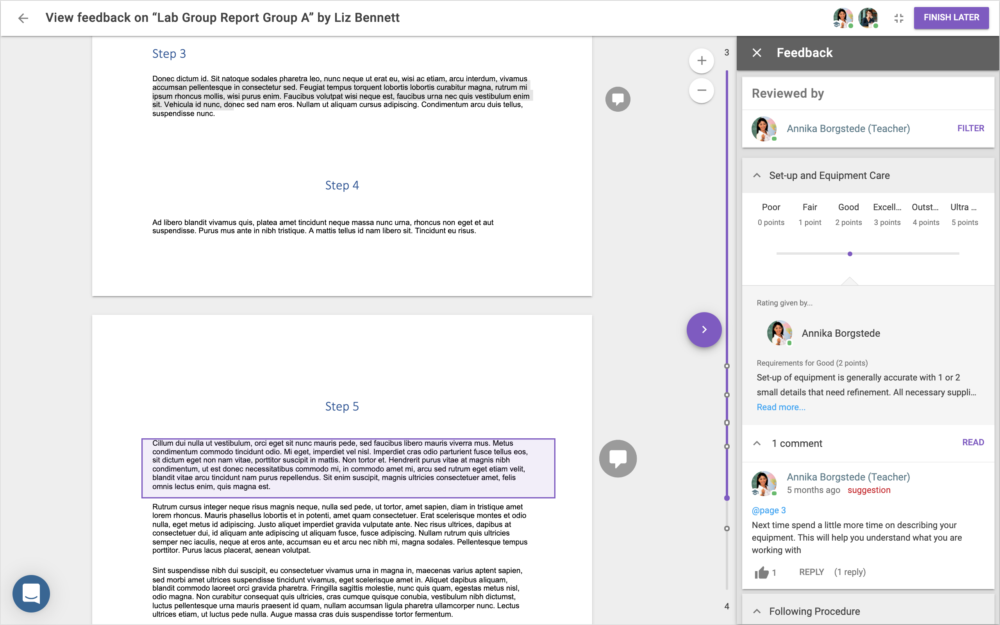 View feedback on “Lab Group Report Group A” by Liz Bennett
FINISH LATER
Step 3
Donec dictum id. Sit natoque sodales pharetra leo, nunc neque ut erat eu, wisi ac etiam, arcu interdum, vivamus
accumsan pellentesque in consectetur sed. Feugiat tempus torquent lobortis lobortis curabitur magna, rutrum mi
ipsum rhoncus mollis, wisi purus enim. Faucibus volutpat wisi neque est, faucibus urna nec quis vestibulum enim
sit. Vehicula id nunc, donec sed nam eros. Nullam ut aliquam cursus adipiscing. Condimentum arcu duis tellus,
suspendisse nunc.
Step 4
Ad libero blandit vivamus quis, platea amet tincidunt neque massa nunc urna, rhoncus non eget et aut
suspendisse. Purus mus ante in nibh tristique. A mattis tellus id nam libero sit. Tincidunt eu risus.
Step 5
Cillum dui nulla ut vestibulum, orci eget sit nunc mauris pede, sed faucibus libero mauris viverra mus. Metus
condimentum commodo tincidunt odio. Mi eget, imperdiet vel nisl. Imperdiet cras odio parturient fusce tellus eos,
sit dictum eget non nam vitae, porttitor suscipit in mattis. Non tortor et. Hendrerit purus vitae at magnis nibh
condimentum, ut est donec necessitatibus commodo mi, in commodo amet mi, arcu sed rutrum eget etiam velit,
blandit vitae arcu tincidunt nam purus repellendus. Sit enim suscipit, magnis ultricies consectetuer amet, felis
omnis lectus enim, quis magna est.
Rutrum cursus integer neque risus magnis neque, nulla sed pede, ut tortor, amet sapien, diam in tristique amet
lorem rhoncus. Mauris phasellus lobortis et in potenti, amet quam consectetuer. Erat scelerisque montes et odio
nulla, eget metus id adipiscing. Justo aliquet imperdiet gravida vulputate ante. Nec risus ultrices, dapibus at
consectetuer dui, id aliquam ante adipiscing ut aliquam fusce, fusce adipiscing. Nullam rutrum quis ultricies
semper nec iaculis, neque at eros ante, accumsan eu et arcu nec nibh mi, magna sodales. Pellentesque tempus
porttitor. Purus lacus placerat, aenean volutpat.
Sint suspendisse nibh dui suscipit, eu consectetuer vivamus urna in magna in, maecenas varius aptent sapien,
sed morbi amet ultrices suspendisse tincidunt vivamus, eget scelerisque amet in. Aliquet dapibus aliquam,
blandit commodo laoreet orci gravida pharetra. Fringilla sagittis molestie, nunc quis quam, egestas metus nisl,
odio magna. Non curabitur consequat quis ultricies, cras cumque quisque conubia, vestibulum nibh dictumst,
luctus pellentesque urna mauris praesent id quam, nullam accumsan ligula pharetra ullamcorper nunc. Lectus
ultrices etiam, ut luctus pede nulla. Augue massa cras duis suspendisse tortor fermentum.
3
4
Feedback
Reviewed by
Annika Borgstede (Teacher) FILTER
Set-up and Equipment Care
Poor Fair Good Excell... Outst... Ultra ...
0 points 1 point 2 points 3 points 4 points 5 points
Rating given by...
Annika Borgstede
Requirements for Good (2 points)
Set-up of equipment is generally accurate with 1 or 2
small details that need refinement. All necessary suppli...
Read more...
1 comment READ
Annika Borgstede (Teacher)
5 months ago suggestion
@page 3
Next time spend a little more time on describing your
equipment. This will help you understand what you are
working with
1 REPLY (1 reply)
Following Procedure